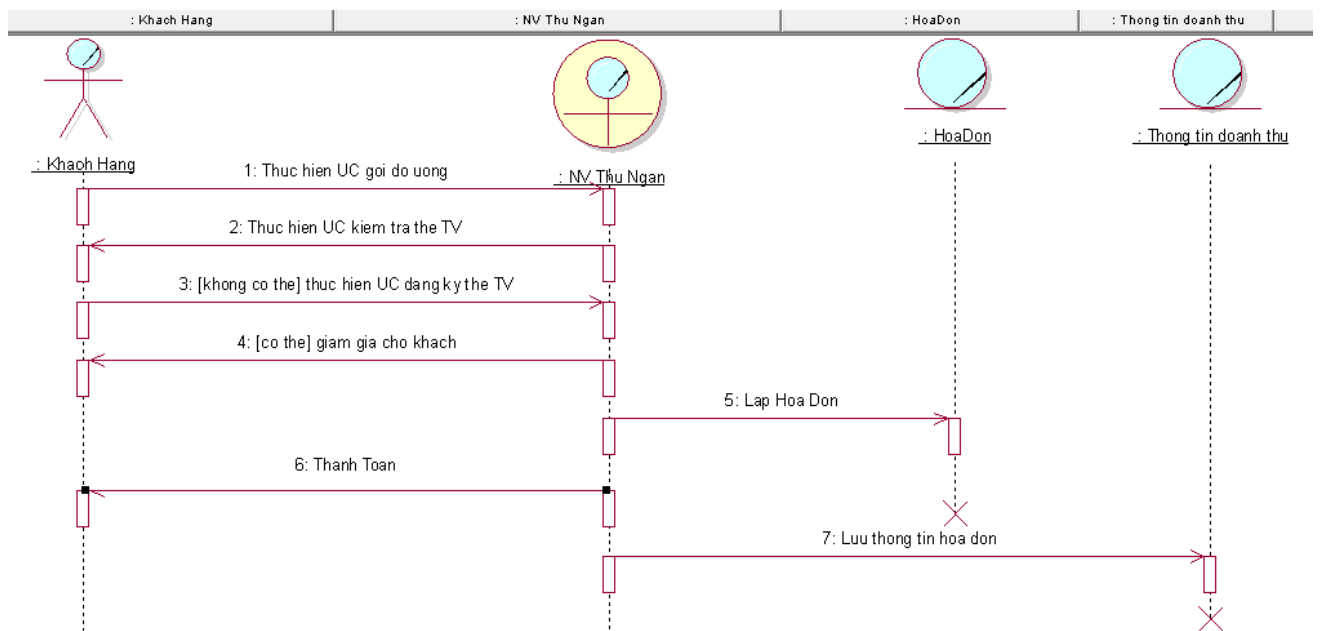 : Khach Hang
: NV Thu Ngan
: HoaDon
: Thong tin doanh thu
: Khach Hang
: NV Thu Ngan
: HoaDon
: Thong tin doanh thu
1: Thuc hien UC goi do uong
2: Thuc hien UC kiem tra the TV
3: [khong co the] thuc hien UC dang ky the TV
4: [co the] giam gia cho khach
5: Lap Hoa Don
6: Thanh Toan
7: Luu thong tin hoa don